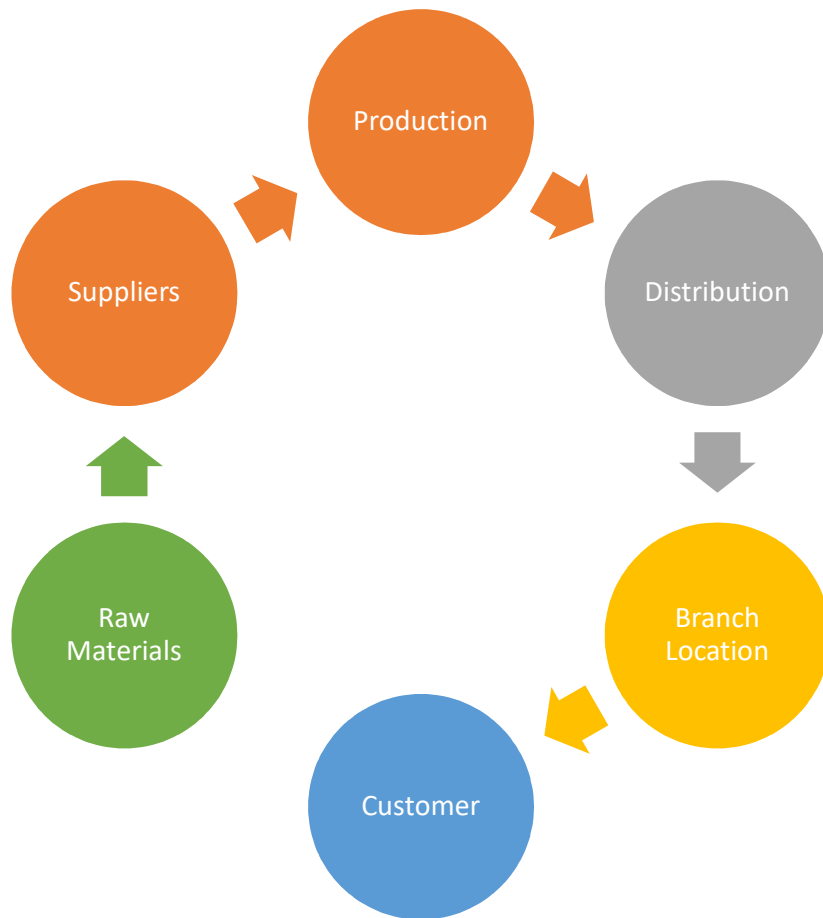 Production
Suppliers
Distribution
Raw
Materials
Branch
Location
Customer